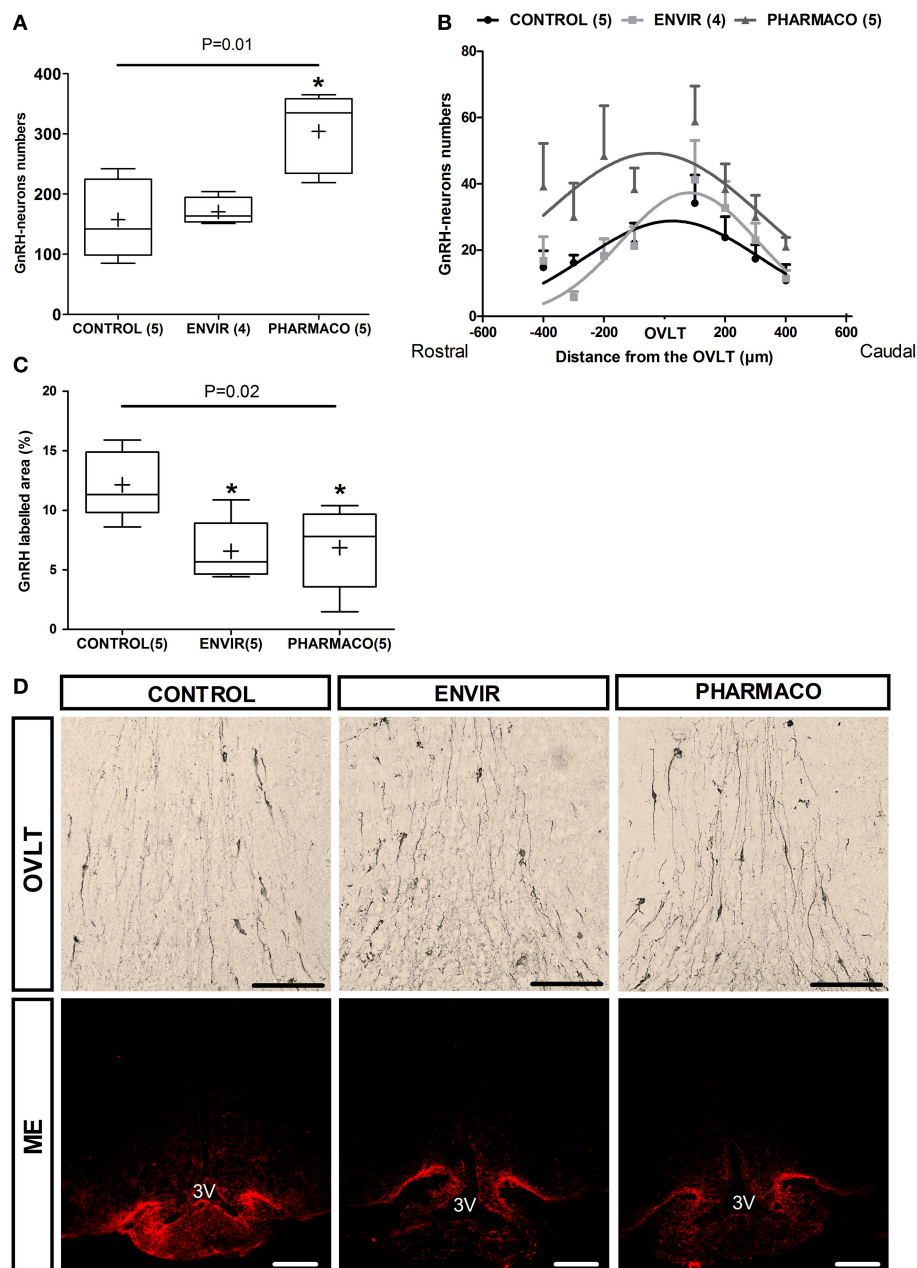 A
P=0.01
*
GnRH-neurons numbers
400
300
200
100
0
CONTROL (5) ENVIR (4) PHARMACO (5)
B
CONTROL (5) ENVIR (4) PHARMACO (5)
GnRH-neurons numbers
80
60
40
20
0
-600 -400 -200 OVLT 200 400 600
Rostral Distance from the OVLT (µm) Caudal
C
P=0.02
* *
GnRH labelled area (%)
20
15
10
5
0
CONTROL(5) ENVIR(5) PHARMACO(5)
D
CONTROL ENVIR PHARMACO
OVLT
ME
3V 3V 3V